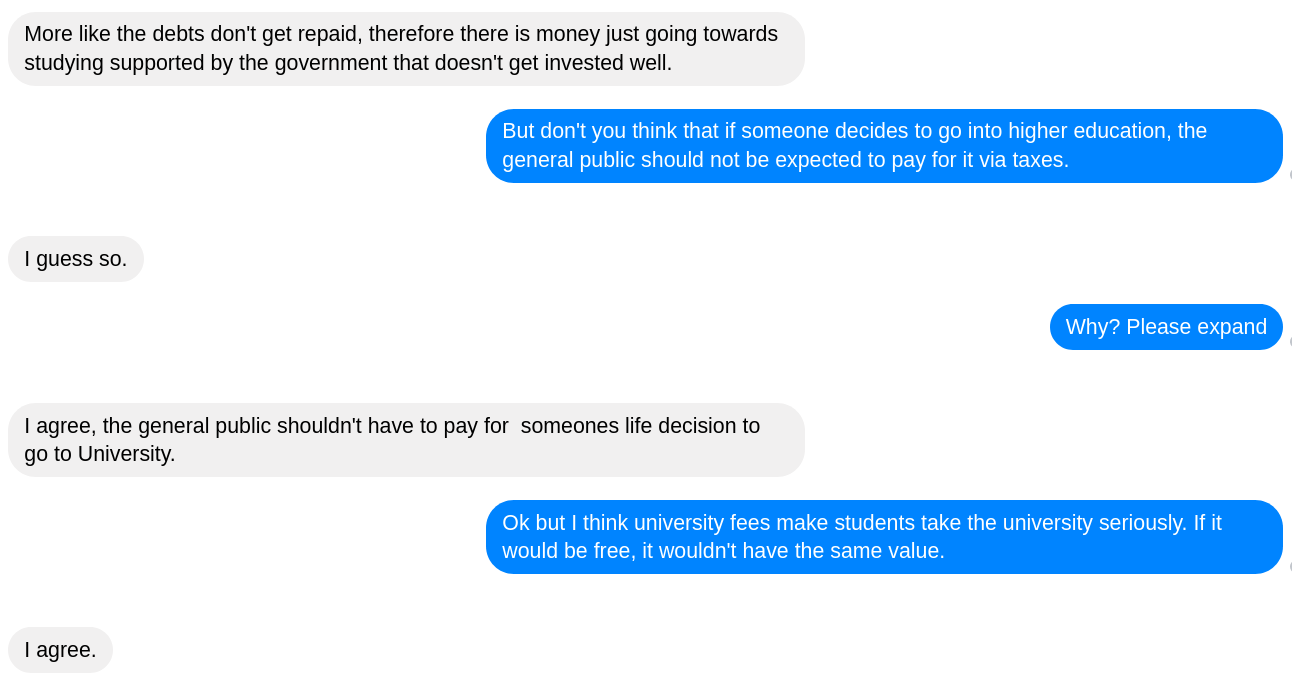 More like the debts don't get repaid, therefore there is money just going towards
studying supported by the government that doesn't get invested well.
But don't you think that if someone decides to go into higher education, the
general public should not be expected to pay for it via taxes.
I guess so.
Why? Please expand
I agree, the general public shouldn't have to pay for  someones life decision to
go to University.
Ok but I think university fees make students take the university seriously. If it
would be free, it wouldn't have the same value.
I agree.